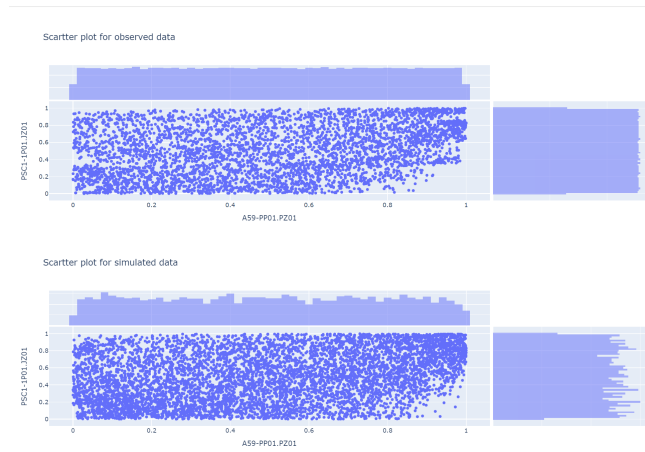 Scartter plot for observed data
1
0.8
0.6
0.4
0.2
0
PSC1-1P01.JZ01
0 0.2 0.4 0.6 0.8 1
A59-PP01.PZ01
Scartter plot for simulated data
1
0.8
0.6
0.4
0.2
0
PSC1-1P01.JZ01
0 0.2 0.4 0.6 0.8 1
A59-PP01.PZ01